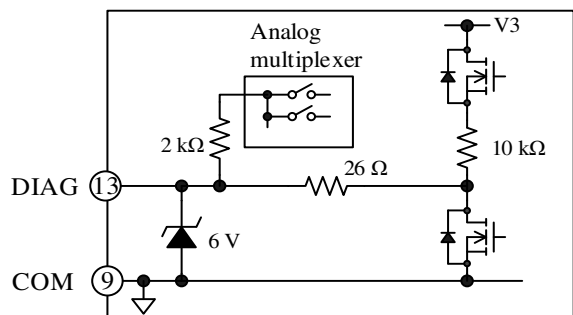 V3
Analog
multiplexer
2 kΩ
10 kΩ
26 Ω
DIAG 13
6 V
COM 9